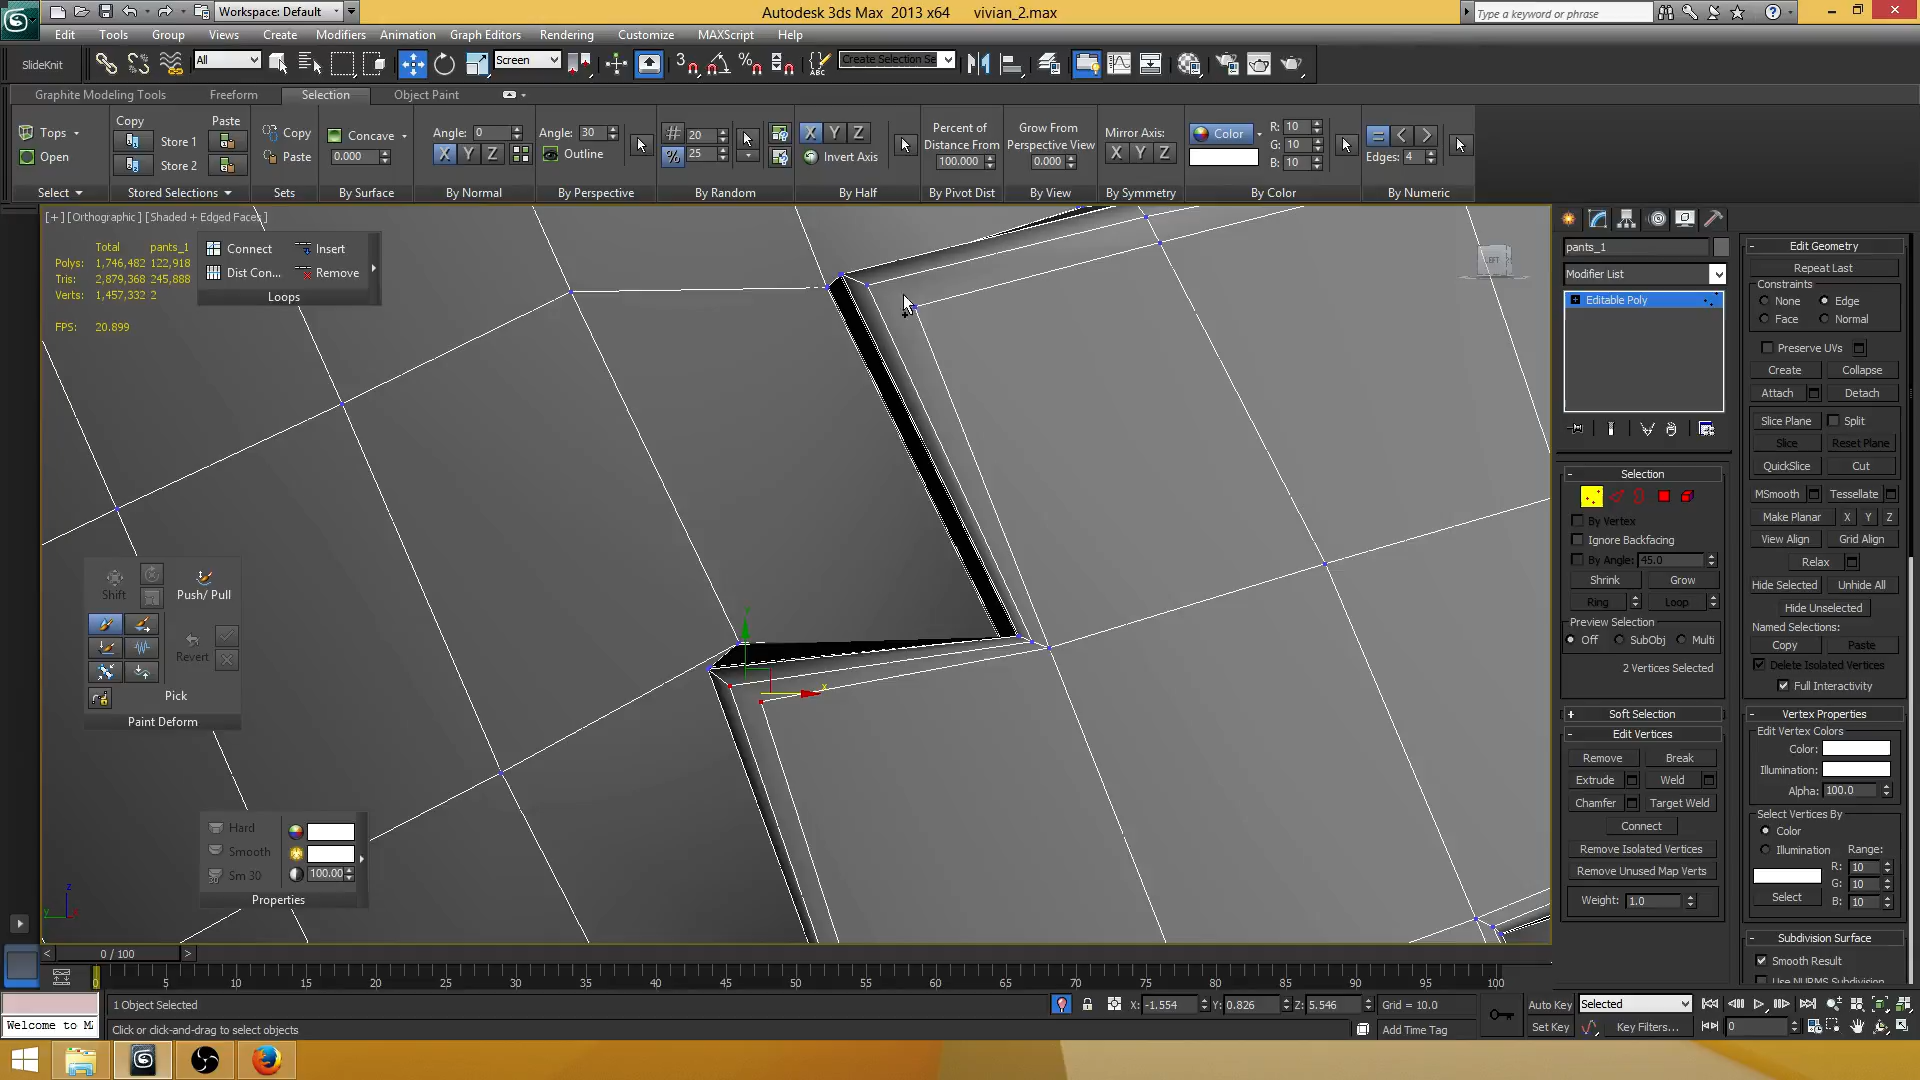 Workspace: Default
Autodesk 3ds Max 2013 x64 vivian_2.max
Type a keyword or phrase
Edit Tools Group Views Create Modifiers Animation Graph Editors Rendering Customize MAXScript Help
SlideKnit
All
Screen
Create Selection Se
Graphite Modeling Tools Freeform Selection Object Paint
Tops
Open
Select
Copy Paste
Store 1
Store 2
Stored Selections
Copy
Paste
Sets
Concave
0.000
By Surface
Angle: 0
X Y Z
By Normal
Angle: 30
Outline
By Perspective
# 20
% 25
By Random
X Y Z
Invert Axis
By Half
Percent of
Distance From
100.000
By Pivot Dist
Grow From
Perspective View
0.000
By View
Mirror Axis:
X Y Z
By Symmetry
Color
R: 10
G: 10
B: 10
By Color
Edges: 4
By Numeric
[+] [Orthographic] [Shaded + Edged Faces]
Total pants_1
Polys: 1,746,482 122,918
Tris: 2,879,368 245,888
Verts: 1,457,332 2
FPS: 20.899
Connect Insert
Dist Con... Remove
Loops
Shift
Push/ Pull
Revert
Pick
Paint Deform
Hard
Smooth
Sm 30
100.00
Properties
pants_1
Modifier List
Editable Poly
Selection
By Vertex
Ignore Backfacing
By Angle: 45.0
Shrink Grow
Ring Loop
Preview Selection
Off SubObj Multi
2 Vertices Selected
Soft Selection
Edit Vertices
Remove Break
Extrude Weld
Chamfer Target Weld
Connect
Remove Isolated Vertices
Remove Unused Map Verts
Weight: 1.0
Edit Geometry
Repeat Last
Constraints
None Edge
Face Normal
Preserve UVs
Create Collapse
Attach Detach
Slice Plane Split
Slice Reset Plane
QuickSlice Cut
MSmooth Tessellate
Make Planar X Y Z
View Align Grid Align
Relax
Hide Selected Unhide All
Hide Unselected
Named Selections:
Copy Paste
Delete Isolated Vertices
Full Interactivity
Vertex Properties
Edit Vertex Colors
Color:
Illumination:
Alpha: 100.0
Select Vertices By
Color
Illumination Range:
R: 10
G: 10
B: 10
Select
Subdivision Surface
Smooth Result
Use NURMS Subdivision
0 / 100
0 5 10 15 20 25 30 35 40 45 50 55 60 65 70 75 80 85 90 95 100
1 Object Selected
X: -1.554 Y: 0.826 Z: 5.546 Grid = 10.0
Auto Key Selected
Welcome to M
Click or click-and-drag to select objects
Add Time Tag
Set Key Key Filters... 0